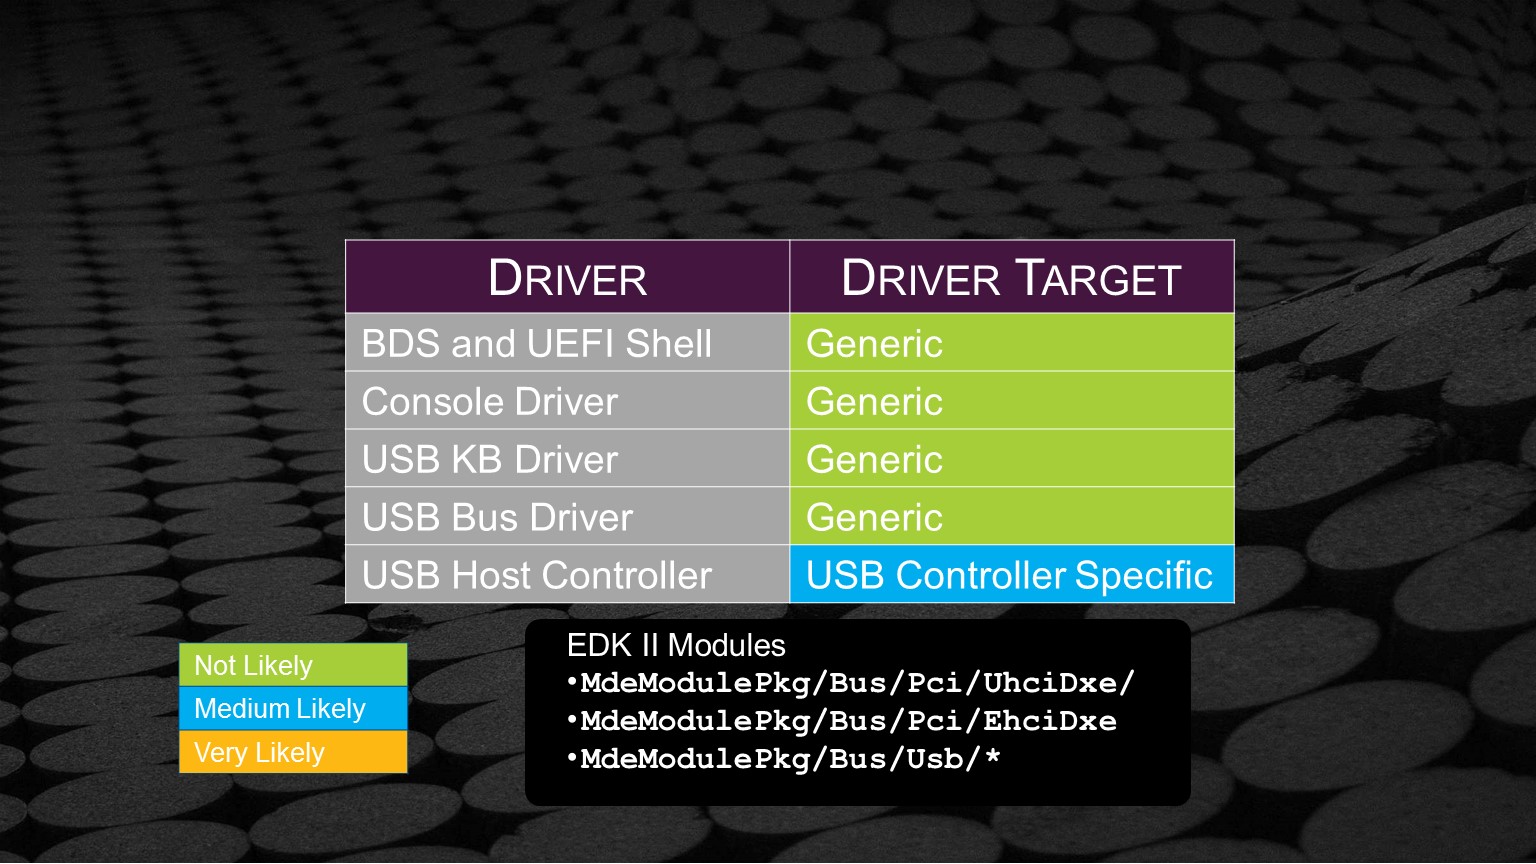 DRIVER DRIVER TARGET
BDS and UEFI Shell Generic
Console Driver Generic
USB KB Driver Generic
USB Bus Driver Generic
USB Host Controller USB Controller Specific
Not Likely
Medium Likely
Very Likely
EDK II Modules
•MdeModulePkg/Bus/Pci/UhciDxe/
•MdeModulePkg/Bus/Pci/EhciDxe
•MdeModulePkg/Bus/Usb/*